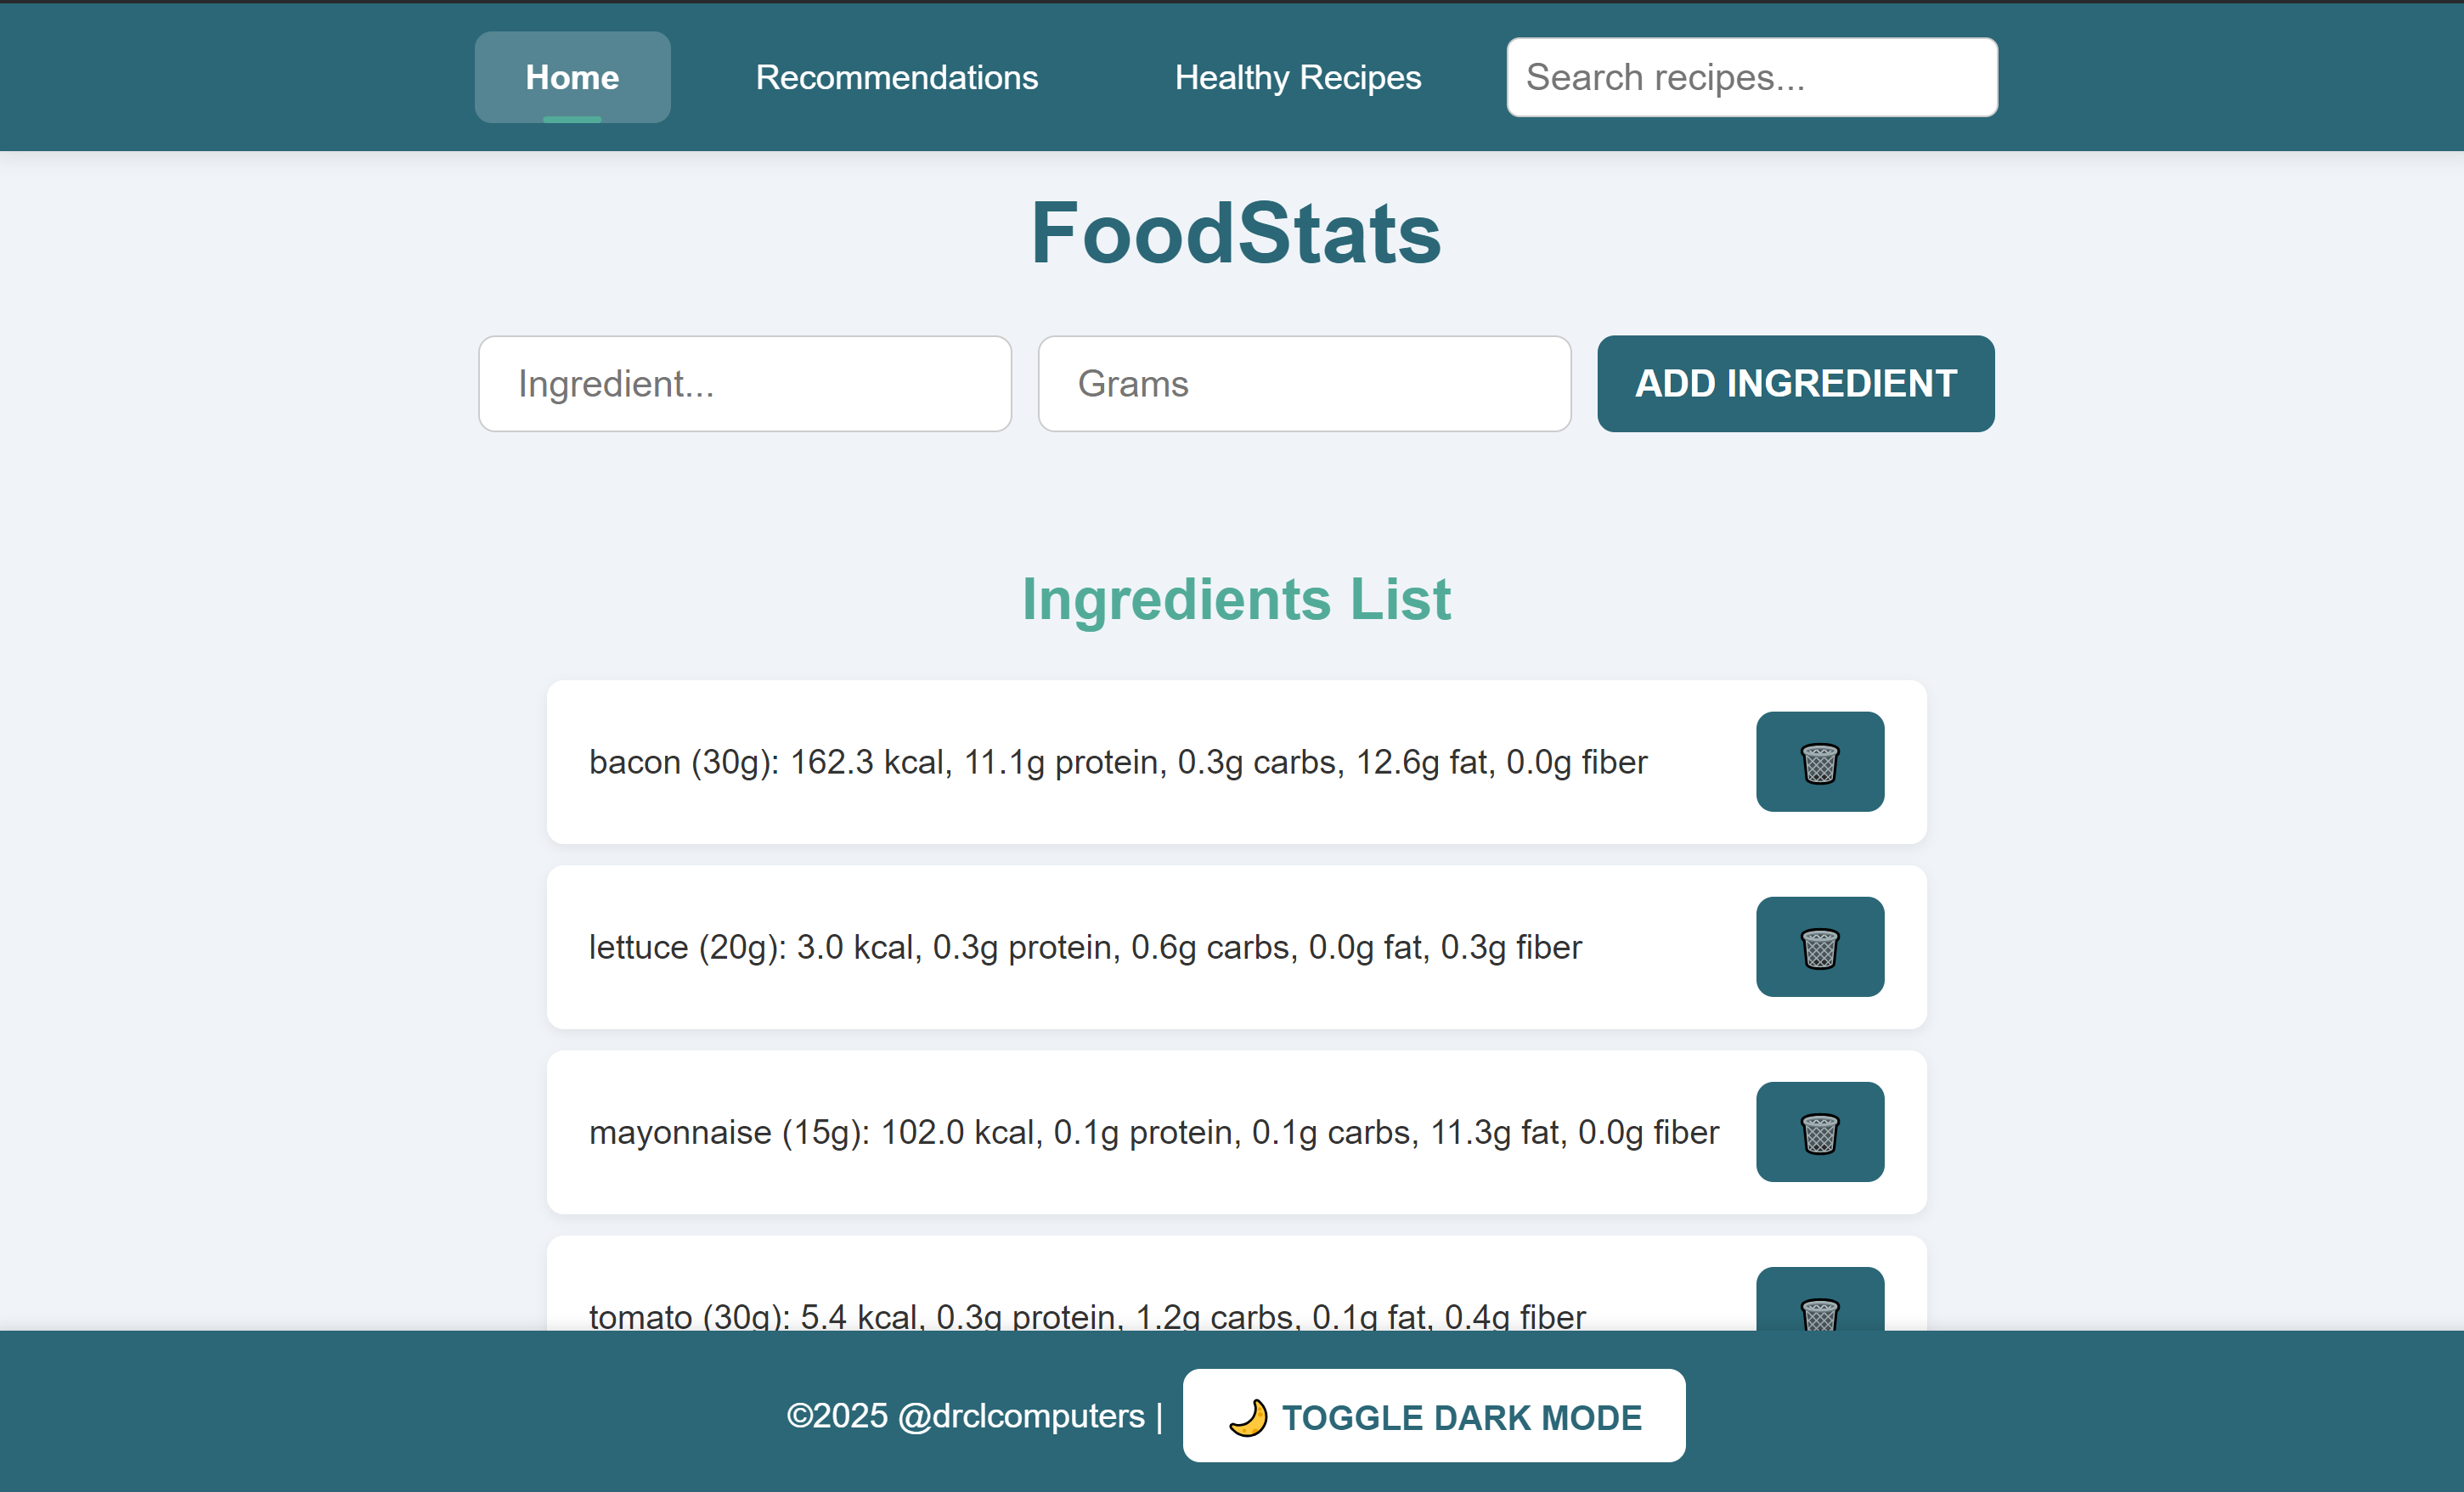 Home Recommendations Healthy Recipes Search recipes...
FoodStats
Ingredient... Grams ADD INGREDIENT
Ingredients List
bacon (30g): 162.3 kcal, 11.1g protein, 0.3g carbs, 12.6g fat, 0.0g fiber
lettuce (20g): 3.0 kcal, 0.3g protein, 0.6g carbs, 0.0g fat, 0.3g fiber
mayonnaise (15g): 102.0 kcal, 0.1g protein, 0.1g carbs, 11.3g fat, 0.0g fiber
tomato (30g): 5.4 kcal, 0.3g protein, 1.2g carbs, 0.1g fat, 0.4g fiber
©2025 @drclcomputers | 🌙 TOGGLE DARK MODE